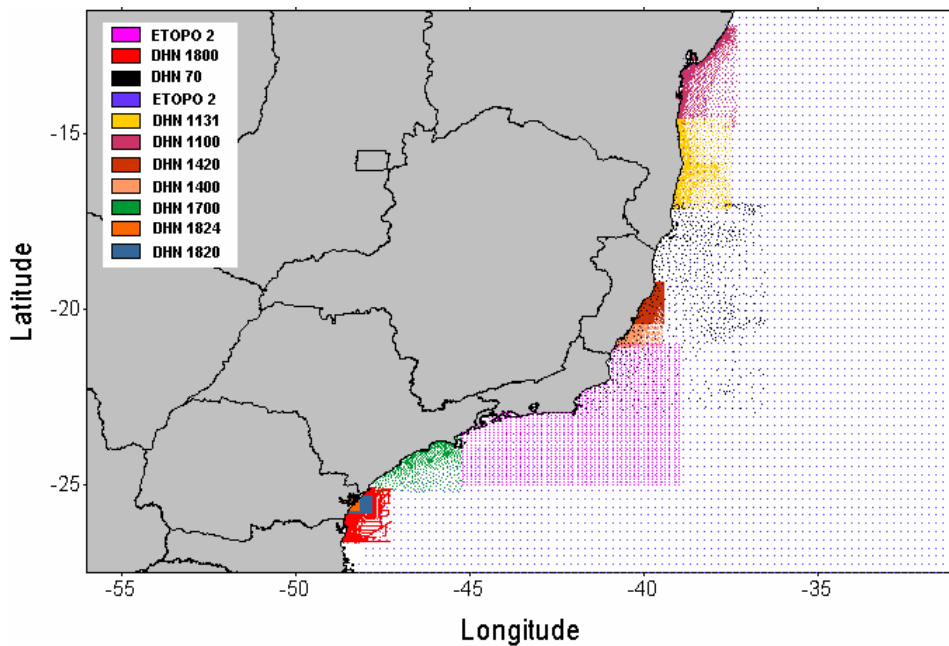 ETOPO 2
DHN 1800
DHN 70
ETOPO 2
DHN 1131
DHN 1100
DHN 1420
DHN 1400
DHN 1700
DHN 1824
DHN 1820
Latitude
-15
-20
-25
-55
-50
-45
-40
-35
Longitude